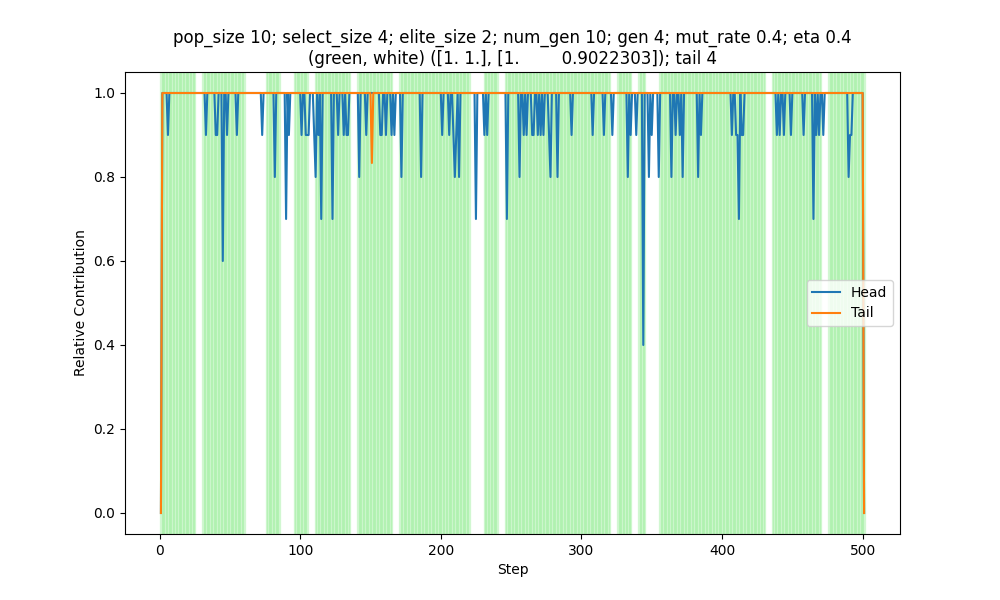 pop_size 10; select_size 4; elite_size 2; num_gen 10; gen 4; mut_rate 0.4; eta 0.4
(green, white) ([1. 1.], [1.        0.9022303]); tail 4
1.0
0.8
0.6
0.4
0.2
0.0
Relative Contribution
Head
Tail
0
100
200
300
400
500
Step